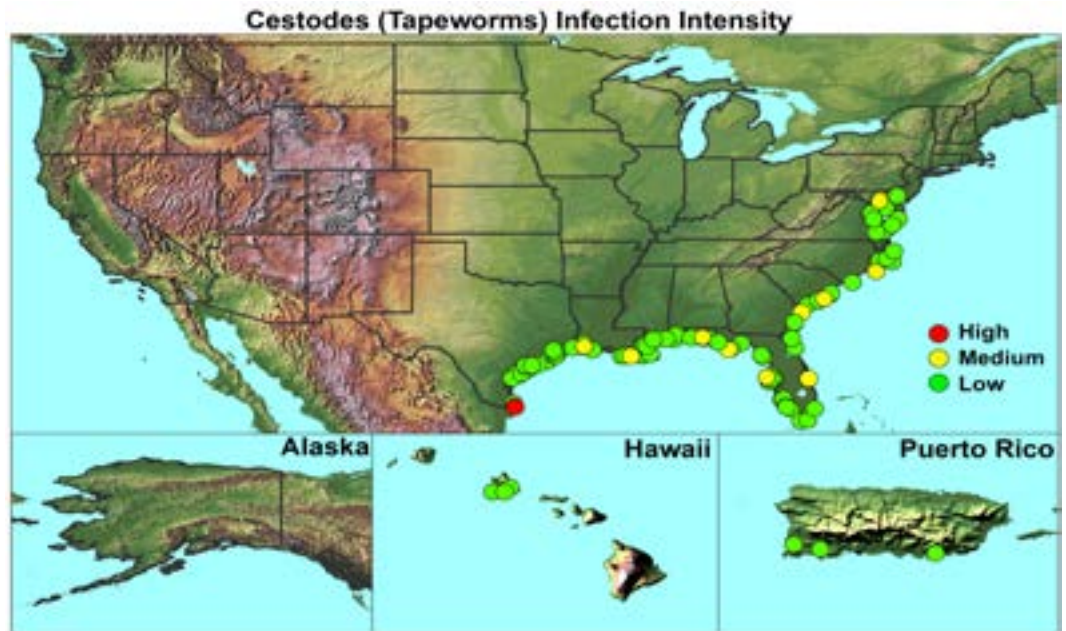 Cestodes (Tapeworms) Infection Intensity
High
Medium
Low
Alaska
Hawaii
Puerto Rico